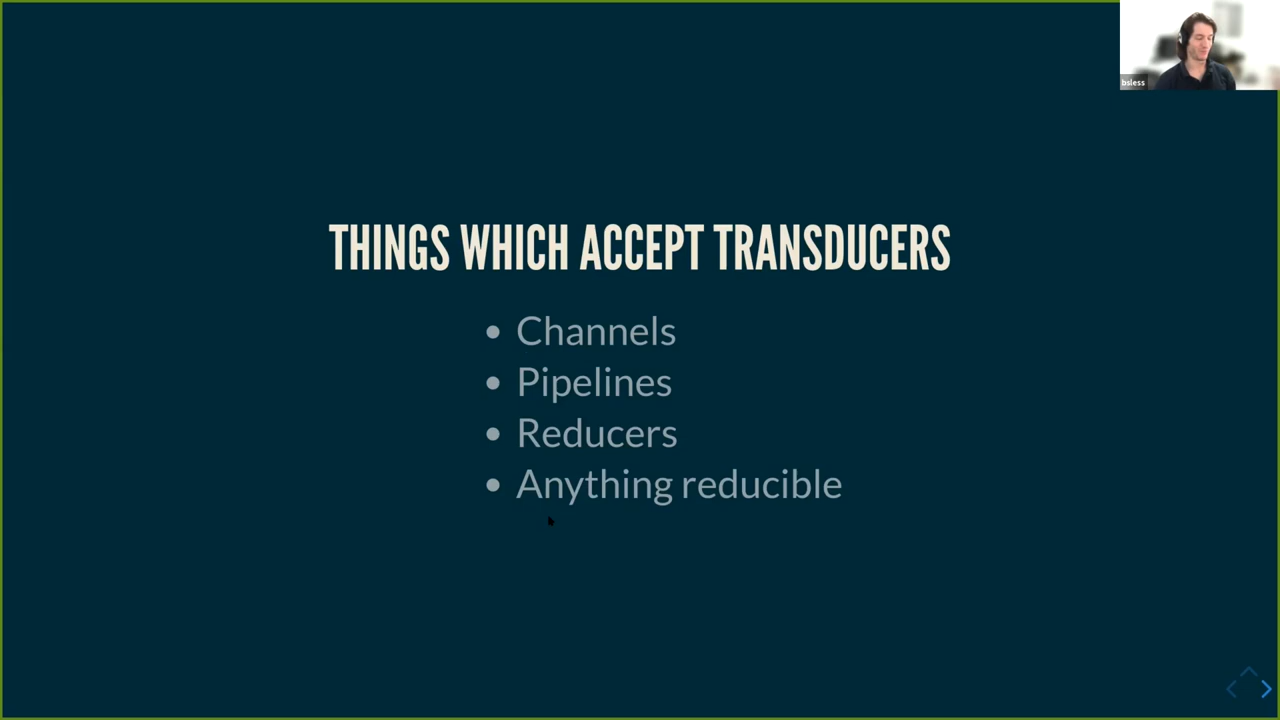 bsless
THINGS WHICH ACCEPT TRANSDUCERS
• Channels
• Pipelines
• Reducers
• Anything reducible